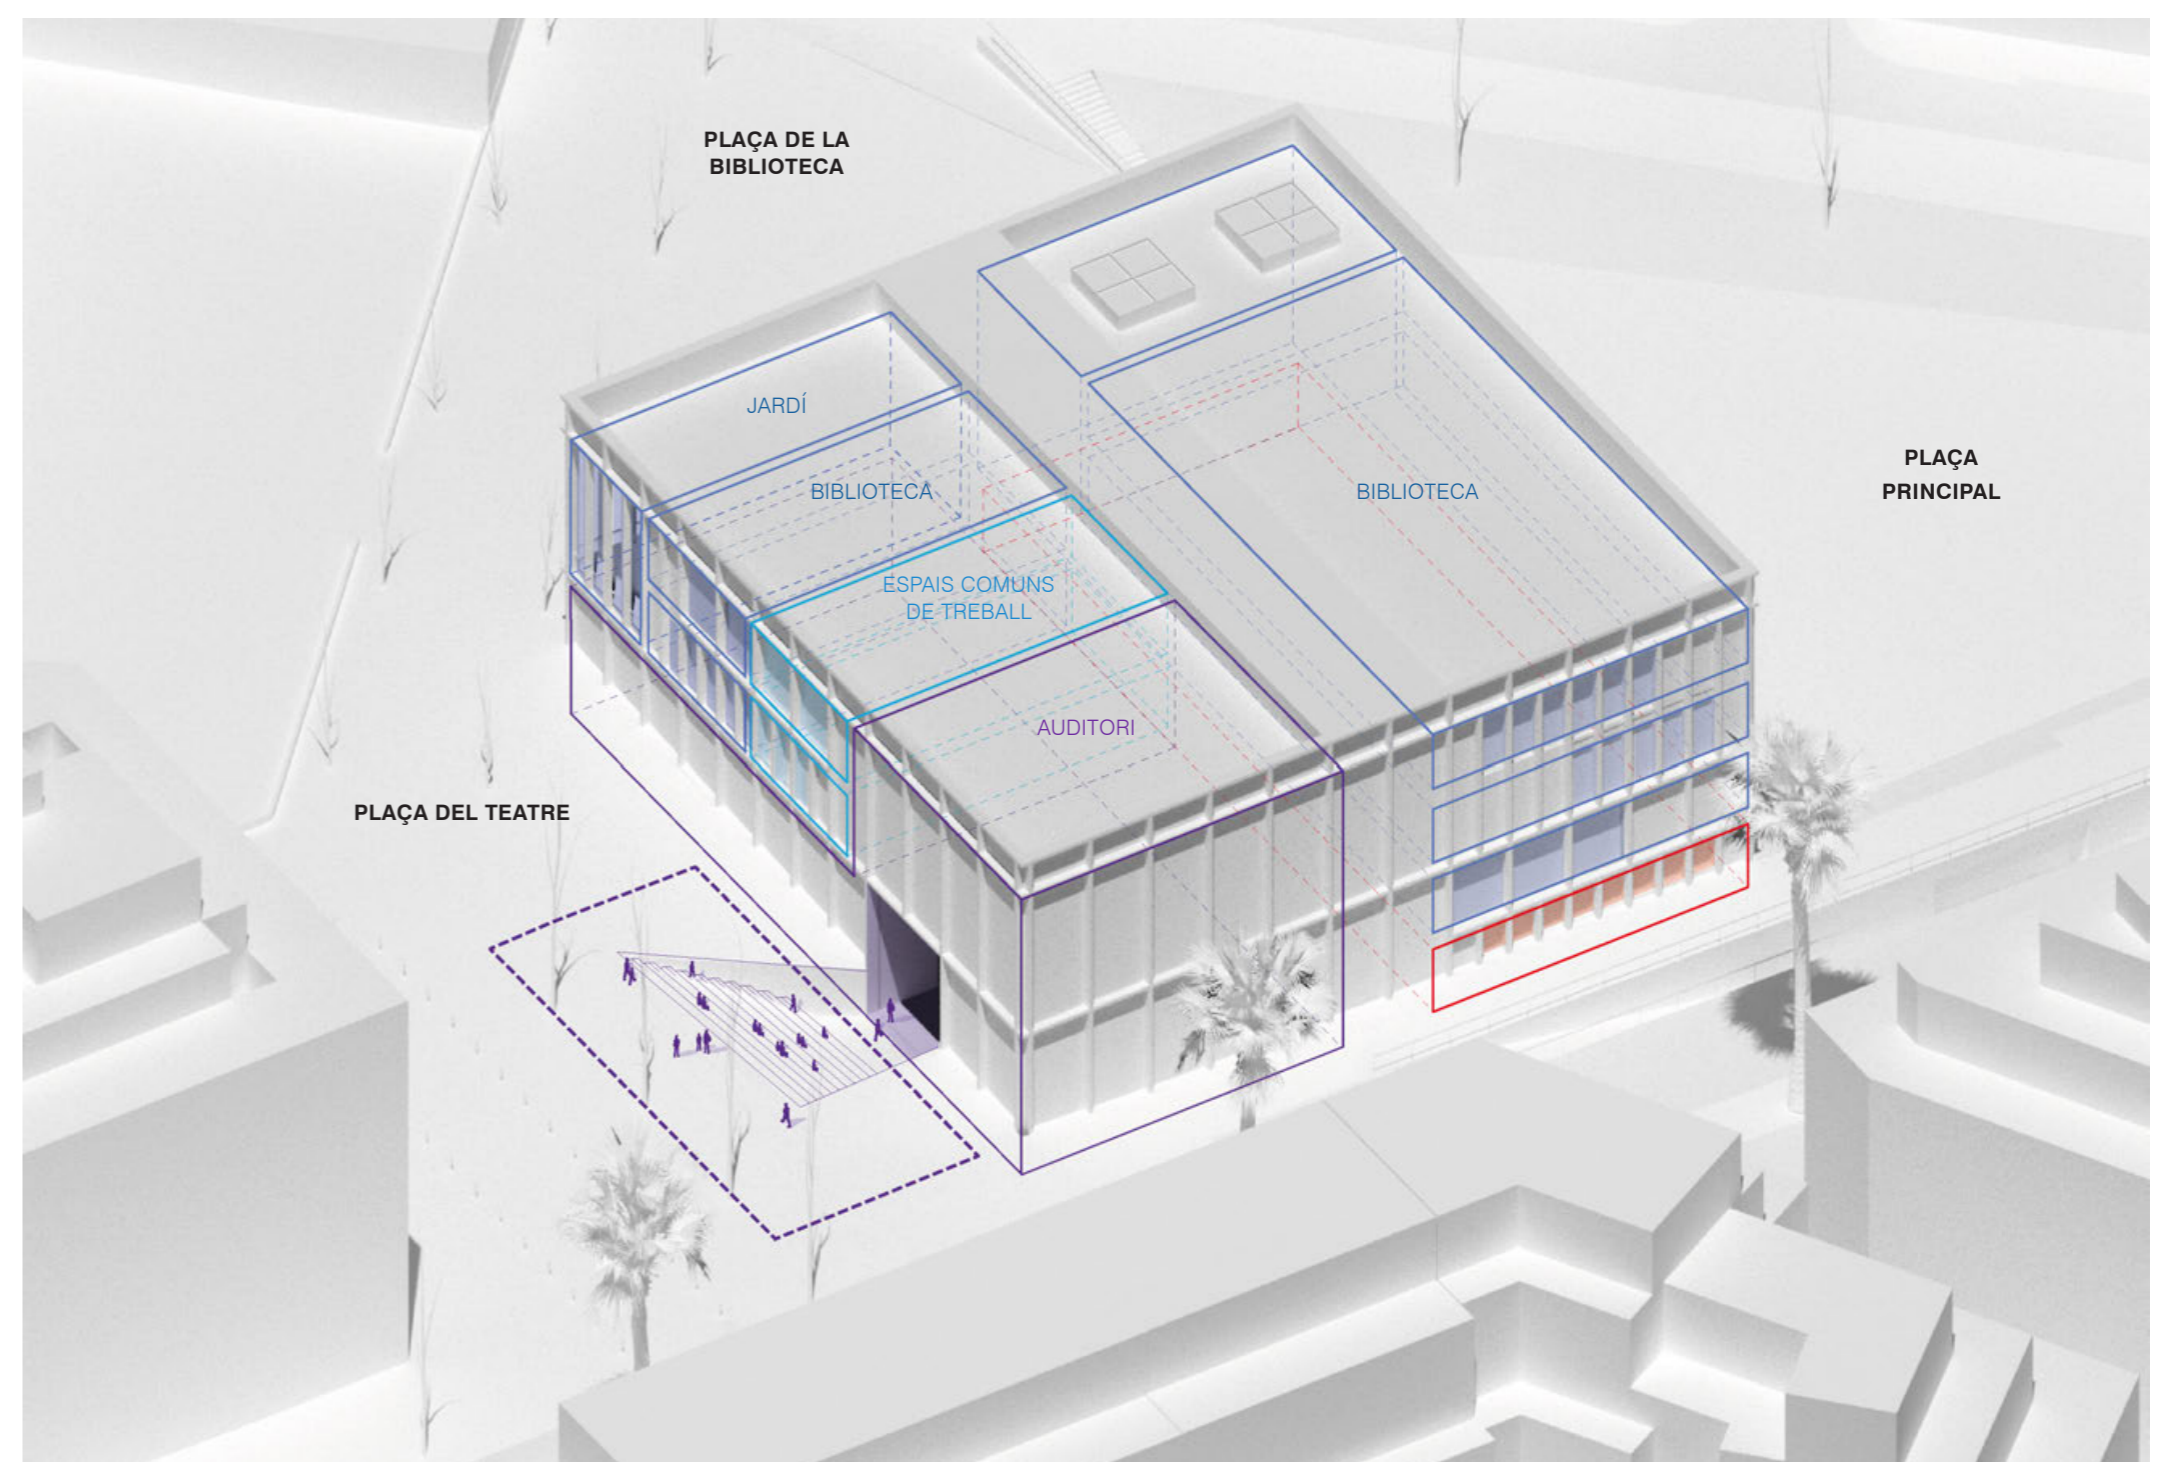 PLAÇA DE LA
BIBLIOTECA
JARDÍ
BIBLIOTECA
BIBLIOTECA
PLAÇA
PRINCIPAL
ESPAIS COMUNS
DE TREBALL
AUDITORI
PLAÇA DEL TEATRE